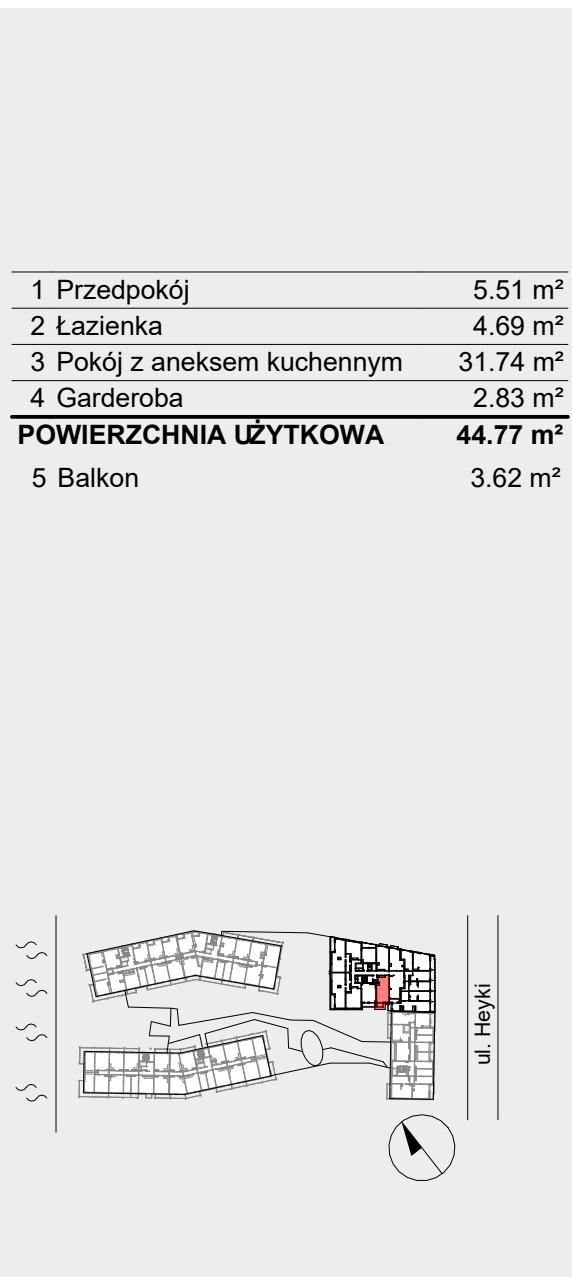 1 Przedpokój 5.51 m²
2 Łazienka 4.69 m²
3 Pokój z aneksem kuchennym 31.74 m²
4 Garderoba 2.83 m²
POWIERZCHNIA UŻYTKOWA 44.77 m²
5 Balkon 3.62 m²
ul. Heyki